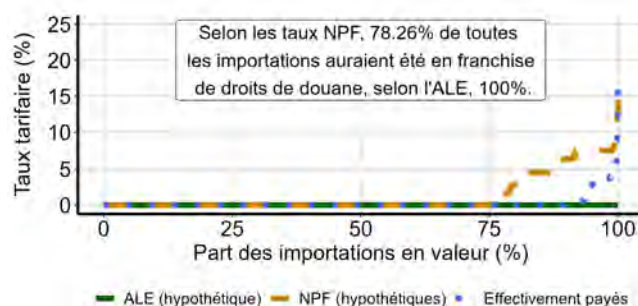 25
20
15
10
5
0
Taux tarifaire (%)
Selon les taux NPF, 78.26% de toutes
les importations auraient été en franchise
de droits de douane, selon l'ALE, 100%.
0 25 50 75 100
Part des importations en valeur (%)
ALE (hypothétique) NPF (hypothétiques) Effectivement payés